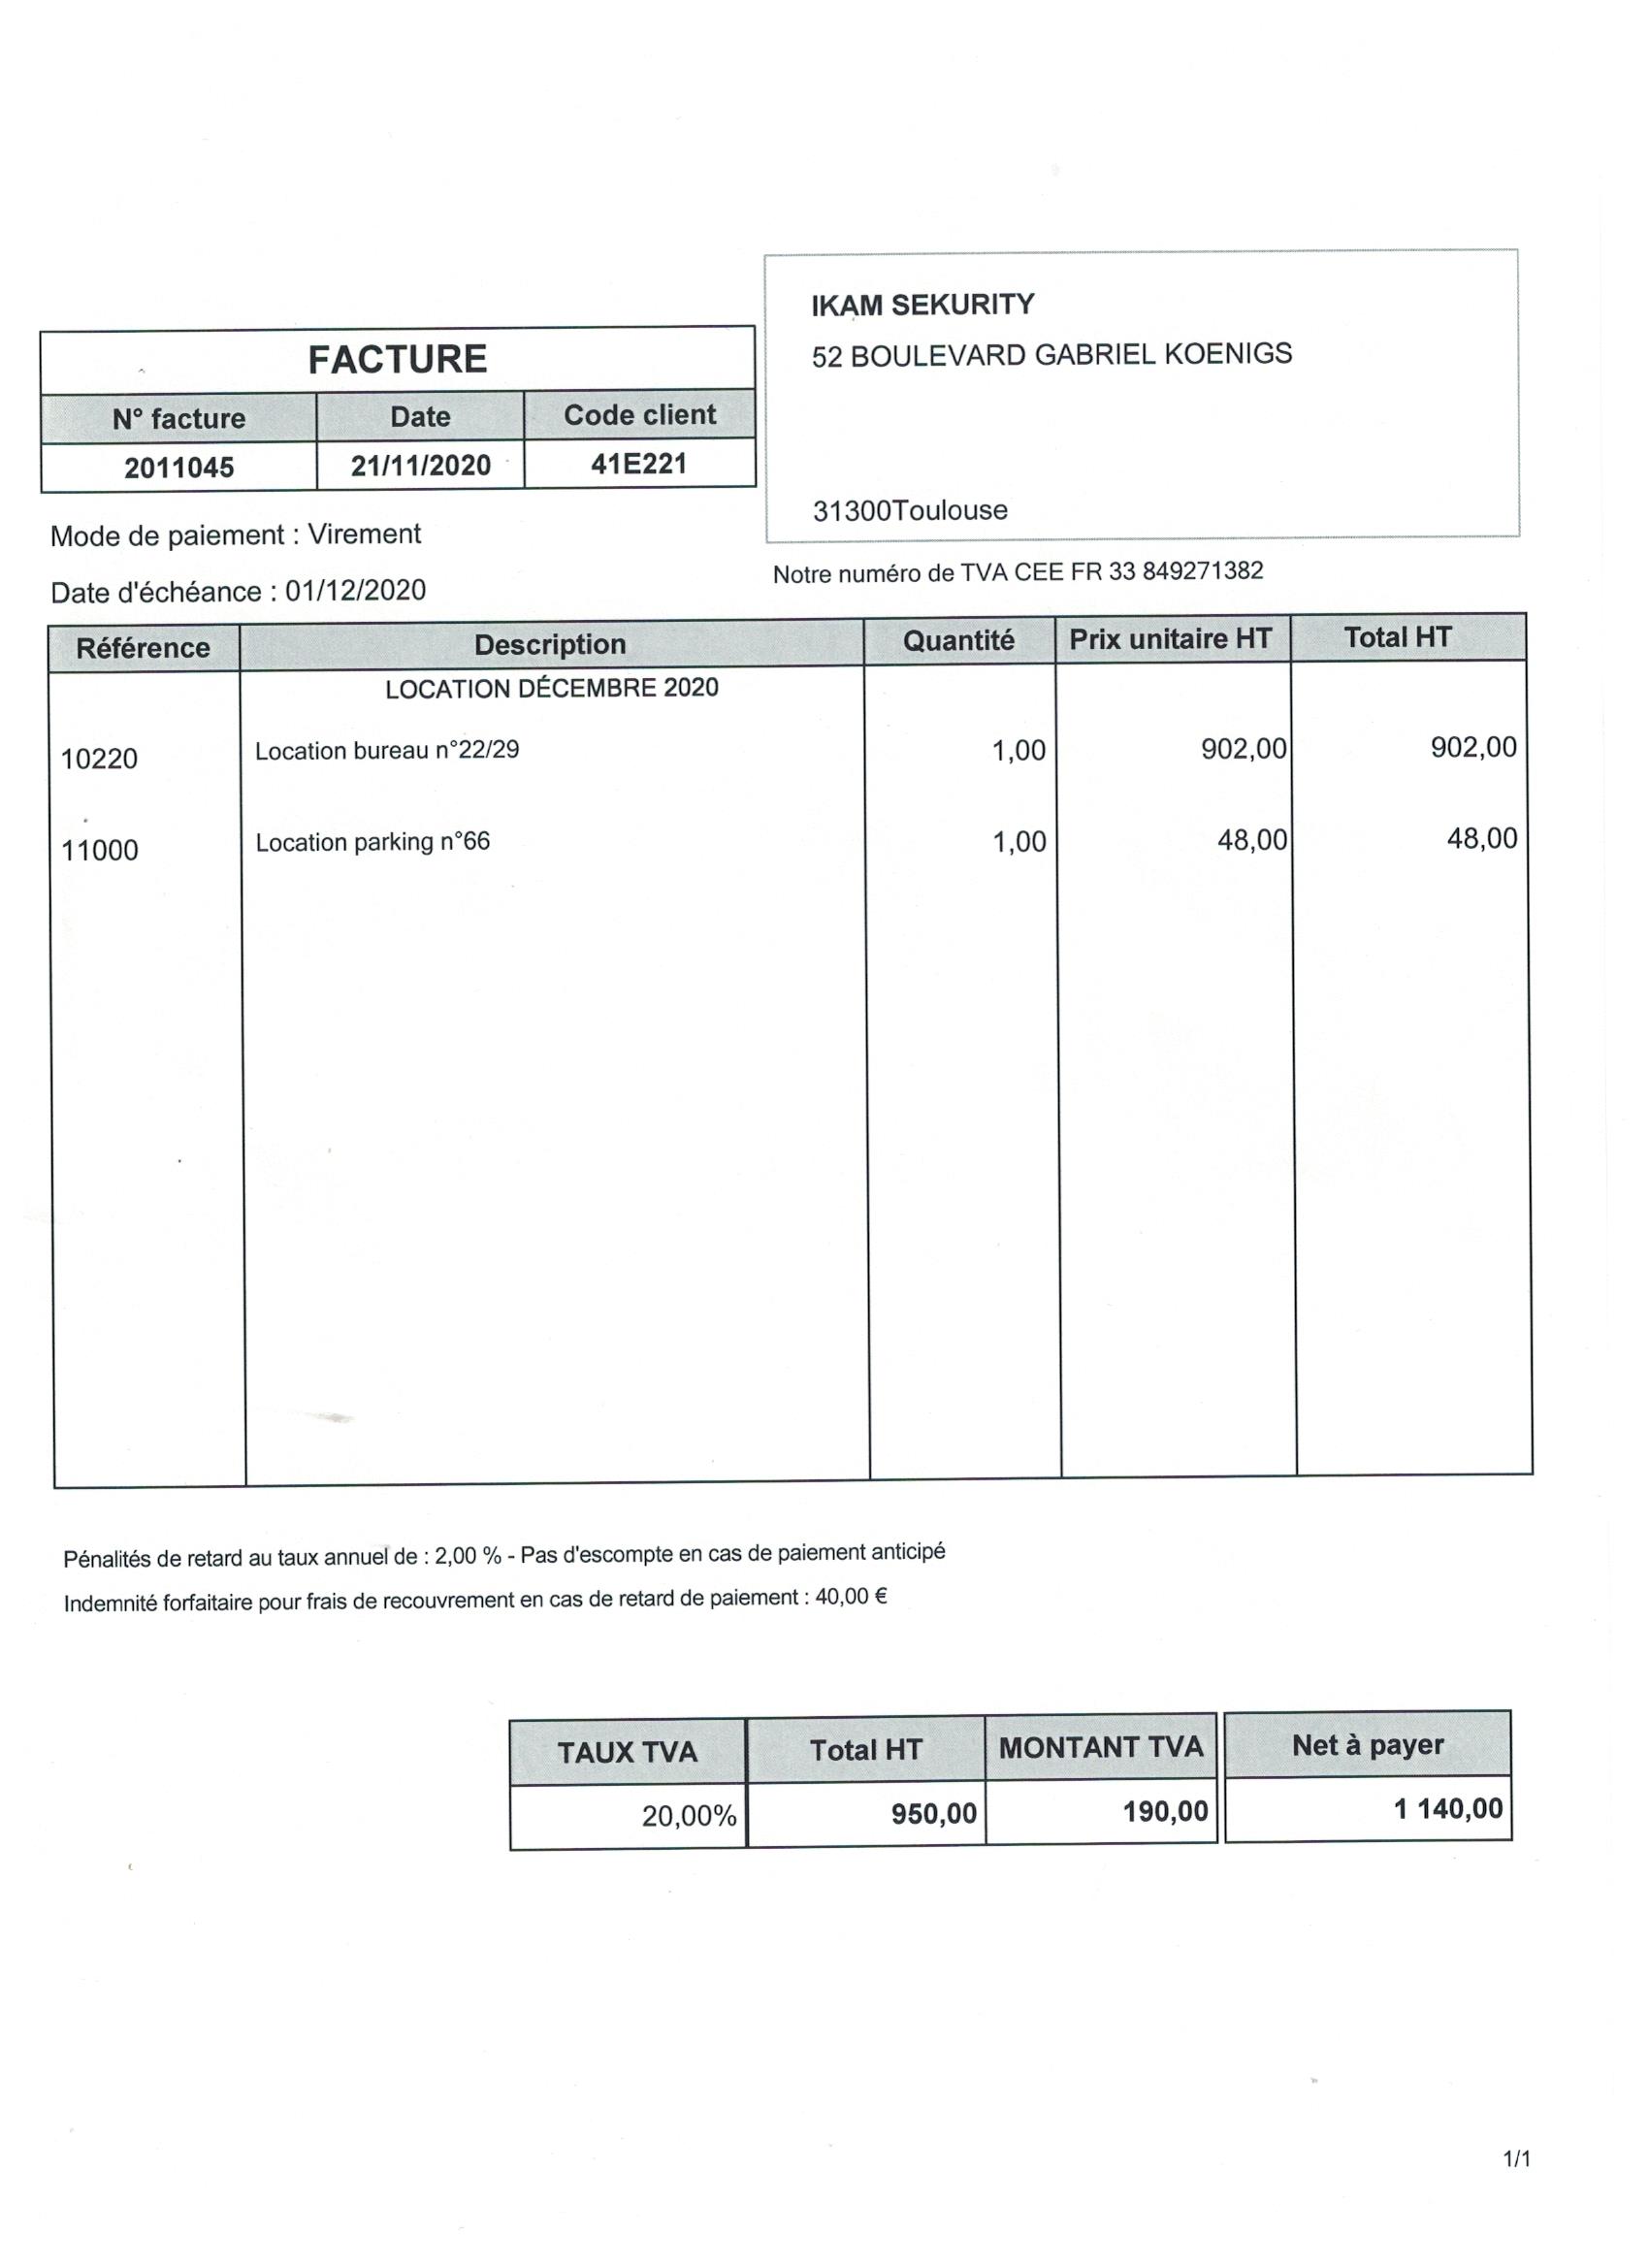 IKAM SEKURITY
52 BOULEVARD GABRIEL KOENIGS
31300Toulouse
FACTURE
N° facture Date Code client
2011045 21/11/2020 41E221
Mode de paiement : Virement
Date d'échéance : 01/12/2020
Notre numéro de TVA CEE FR 33 849271382
Référence Description Quantité Prix unitaire HT Total HT
LOCATION DÉCEMBRE 2020
10220 Location bureau n°22/29 1,00 902,00 902,00
11000 Location parking n°66 1,00 48,00 48,00
Pénalités de retard au taux annuel de : 2,00 % - Pas d'escompte en cas de paiement anticipé
Indemnité forfaitaire pour frais de recouvrement en cas de retard de paiement : 40,00 €
TAUX TVA Total HT MONTANT TVA Net à payer
20,00% 950,00 190,00 1 140,00
1/1